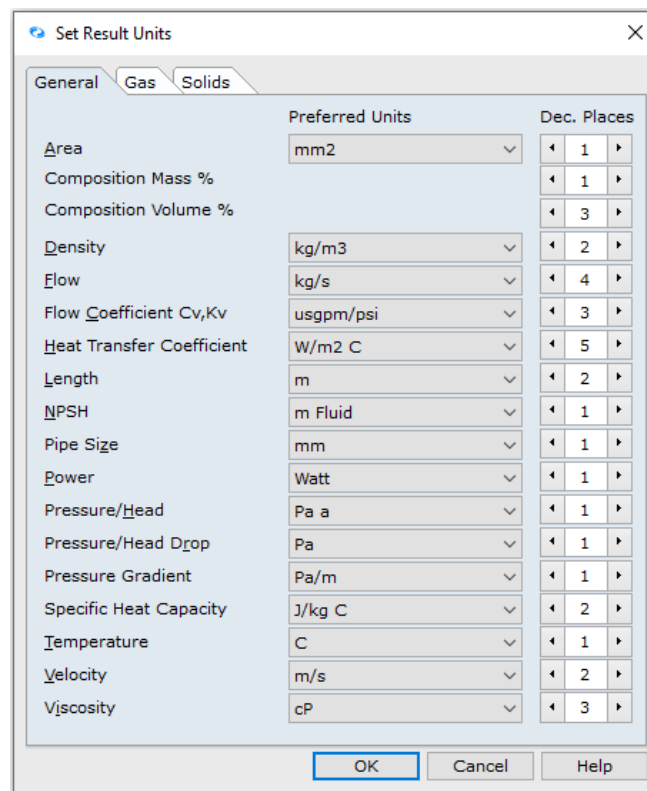 Set Result Units
General Gas Solids
Preferred Units Dec. Places
Area mm2 1
Composition Mass % 1
Composition Volume % 3
Density kg/m3 2
Flow kg/s 4
Flow Coefficient Cv,Kv usgpm/psi 3
Heat Transfer Coefficient W/m2 C 5
Length m 2
NPSH m Fluid 1
Pipe Size mm 1
Power Watt 1
Pressure/Head Pa a 1
Pressure/Head Drop Pa 1
Pressure Gradient Pa/m 1
Specific Heat Capacity J/kg C 2
Temperature C 1
Velocity m/s 2
Viscosity cP 3
OK Cancel Help